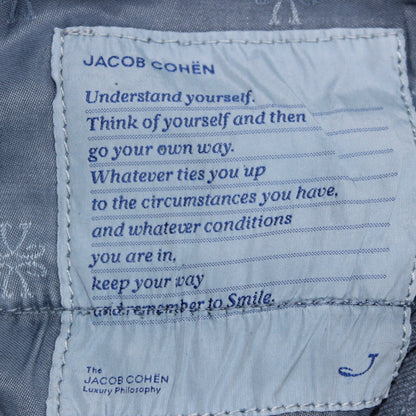 JACOB COHËN
Understand yourself.
Think of yourself and then
go your own way.
Whatever ties you up
to the circumstances you have,
and whatever conditions
you are in,
keep your way
and remember to Smile.
The
JACOB COHËN
Luxury Philosophy
J